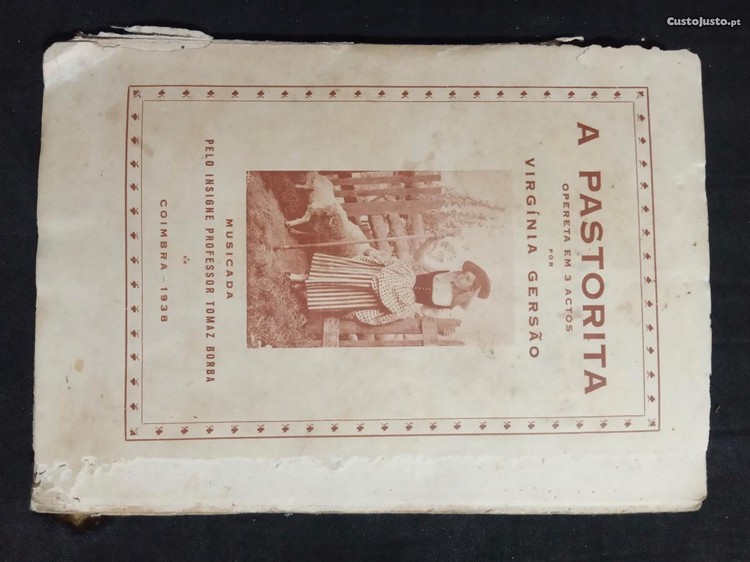 A PASTORITA
OPERETA EM 3 ACTOS
POR
VIRGÍNIA GERSÃO
MUSICADA
PELO INSIGNE PROFESSOR TOMAZ BORBA
COIMBRA - 1938
CustoJusto.pt